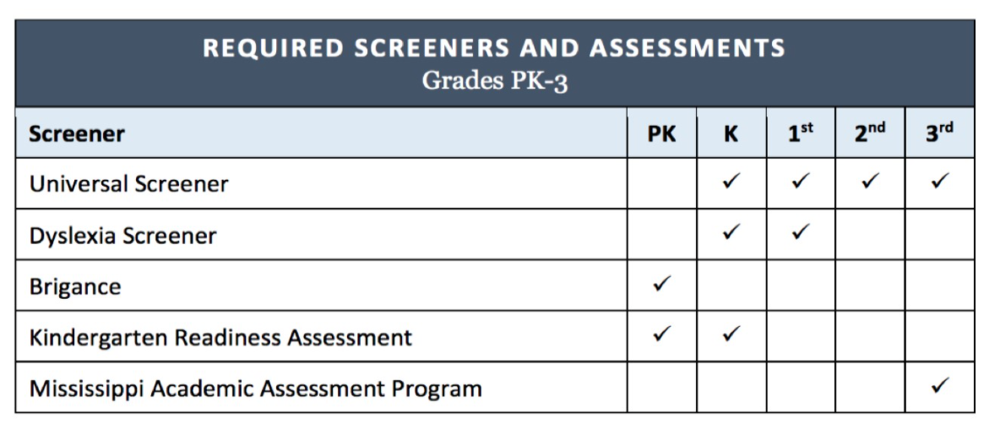 REQUIRED SCREENERS AND ASSESSMENTS
Grades PK-3
Screener PK K 1st 2nd 3rd
Universal Screener ✓ ✓ ✓ ✓
Dyslexia Screener ✓ ✓
Brigance ✓
Kindergarten Readiness Assessment ✓ ✓
Mississippi Academic Assessment Program ✓